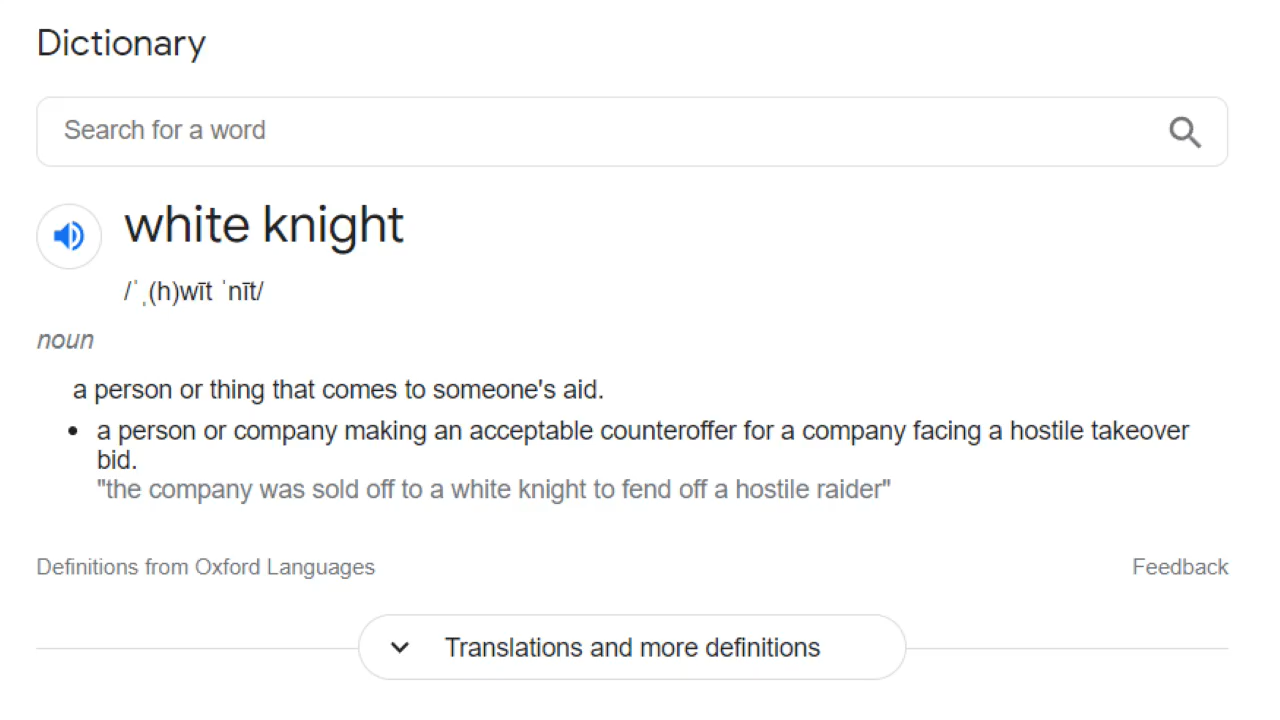 Dictionary
Search for a word
white knight
/ˈˌ(h)wīt ˈnīt/
noun
a person or thing that comes to someone's aid.
• a person or company making an acceptable counteroffer for a company facing a hostile takeover
bid.
"the company was sold off to a white knight to fend off a hostile raider"
Definitions from Oxford Languages Feedback
Translations and more definitions